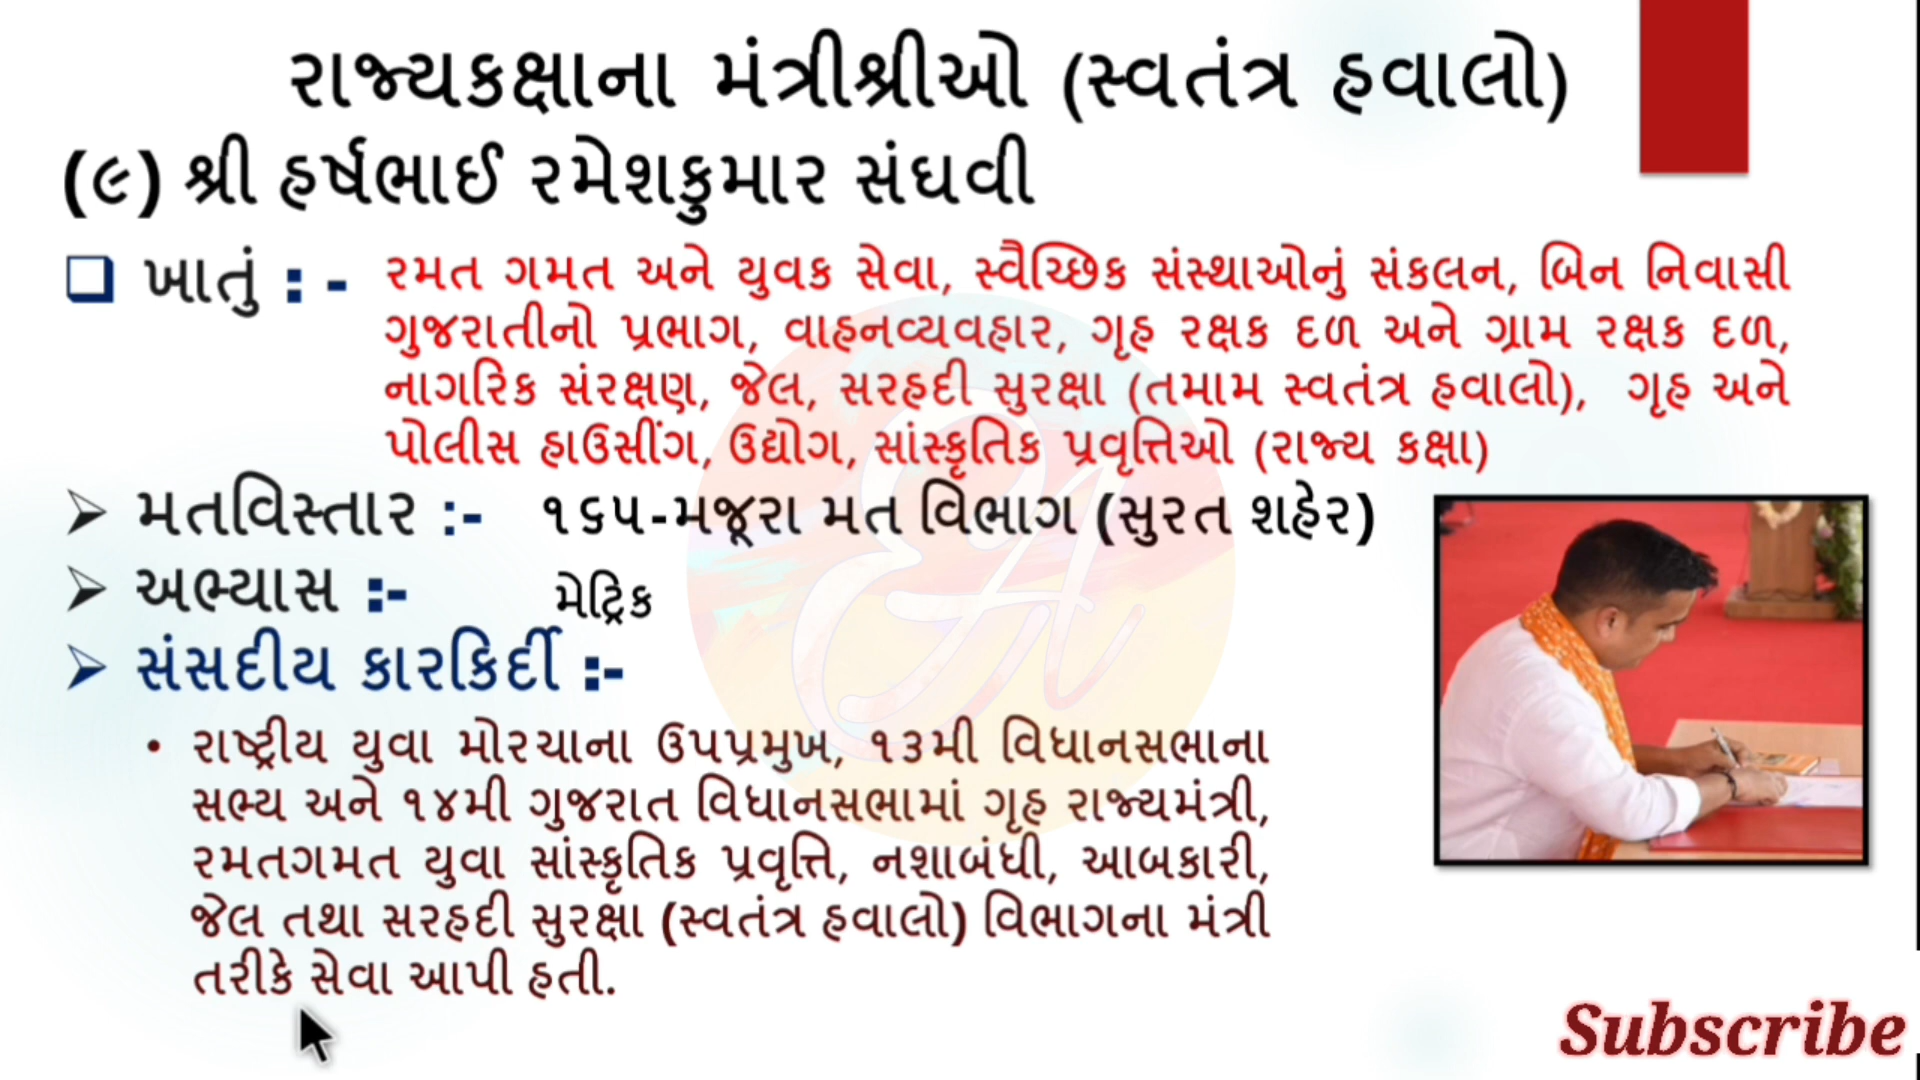 રાજ્યકક્ષાના મંત્રીશ્રીઓ (સ્વતંત્ર હવાલો)
(૯) શ્રી હર્ષભાઈ રમેશકુમાર સંઘવી
ખાતું : - રમત ગમત અને યુવક સેવા, સ્વૈચ્છિક સંસ્થાઓનું સંકલન, બિન નિવાસી
ગુજરાતીનો પ્રભાગ, વાહનવ્યવહાર, ગૃહ રક્ષક દળ અને ગ્રામ રક્ષક દળ,
નાગરિક સંરક્ષણ, જેલ, સરહદી સુરક્ષા (તમામ સ્વતંત્ર હવાલો), ગૃહ અને
પોલીસ હાઉસીંગ, ઉદ્યોગ, સાંસ્કૃતિક પ્રવૃત્તિઓ (રાજ્ય કક્ષા)
મતવિસ્તાર :- ૧૬૫-મજૂરા મત વિભાગ (સુરત શહેર)
અભ્યાસ :- મેટ્રિક
સંસદીય કારકિર્દી :-
• રાષ્ટ્રીય યુવા મોરચાના ઉપપ્રમુખ, ૧૩મી વિધાનસભાના
સભ્ય અને ૧૪મી ગુજરાત વિધાનસભામાં ગૃહ રાજ્યમંત્રી,
રમતગમત યુવા સાંસ્કૃતિક પ્રવૃત્તિ, નશાબંધી, આબકારી,
જેલ તથા સરહદી સુરક્ષા (સ્વતંત્ર હવાલો) વિભાગના મંત્રી
તરીકે સેવા આપી હતી.
EA
Subscribe